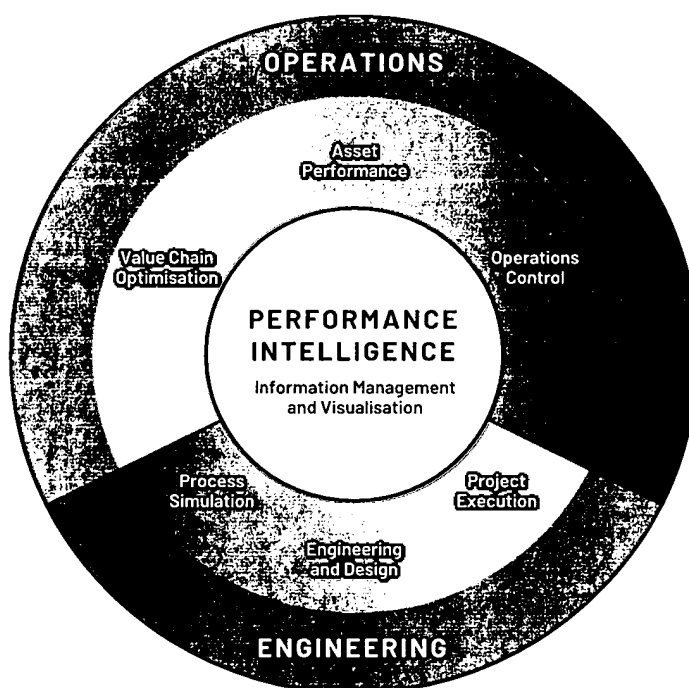 OPERATIONS
Asset
Performance
Value Chain
Optimisation
Operations
Control
PERFORMANCE
INTELLIGENCE
Information Management
and Visualisation
Process
Simulation
Project
Execution
Engineering
and Design
ENGINEERING